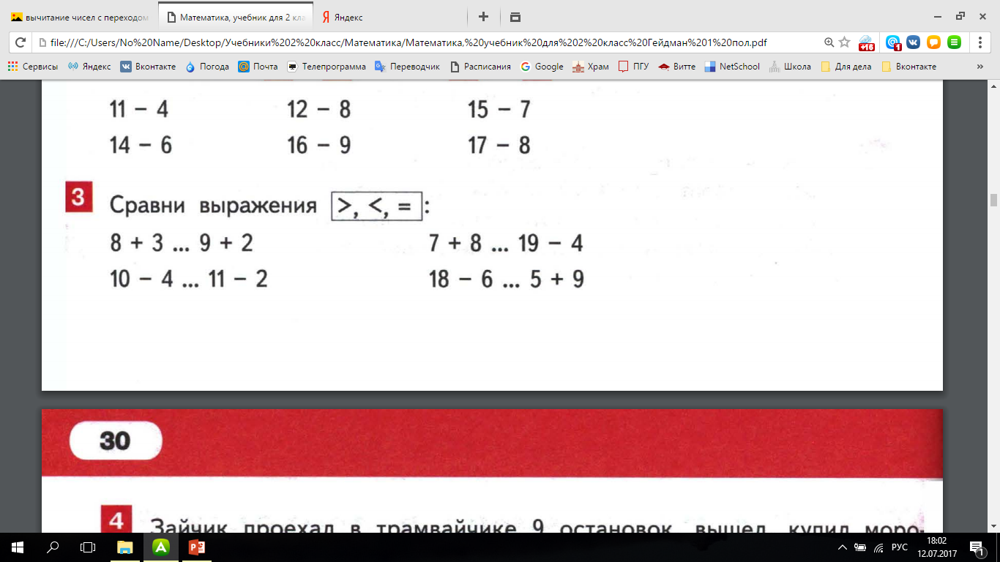 вычитание чисел с переходом
Математика, учебник для 2 кла
Яндекс
file:///C:/Users/No%20Name/Desktop/Учебники%202%20класс/Математика/Математика,%20учебник%20для%202%20класс%20Гейдман%201%20пол.pdf
+16
1
Сервисы Яндекс Вконтакте Погода Почта Телепрограмма Переводчик Расписания Google Храм ПГУ Витте NetSchool Школа Для дела Вконтакте »
11 – 4 12 – 8 15 – 7
14 – 6 16 – 9 17 – 8
3 Сравни выражения >, <, = :
8 + 3 ... 9 + 2 7 + 8 ... 19 – 4
10 – 4 ... 11 – 2 18 – 6 ... 5 + 9
30
4 Зайчик проехал в трамвайчике 9 остановок, вышел, купил моро-
РУС
18:02
12.07.2017
1